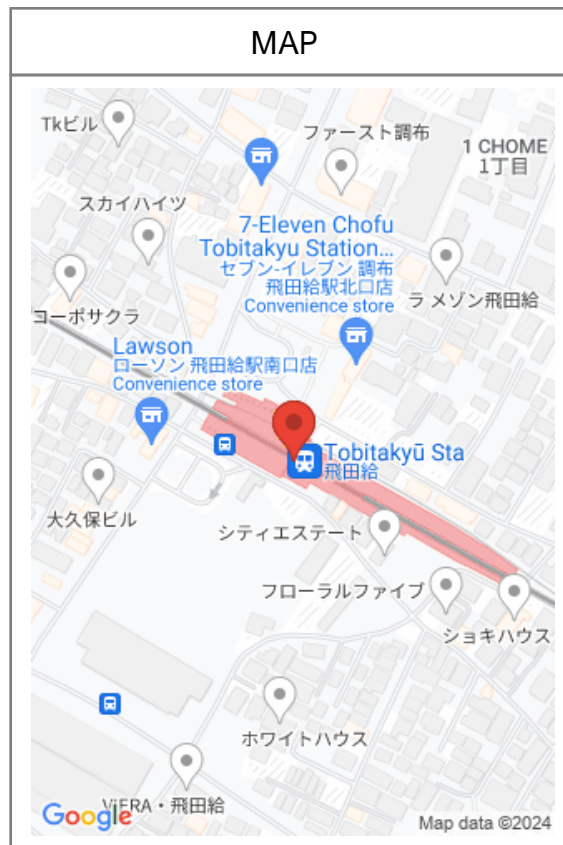 MAP
Tkビル
ファースト調布
1 CHOME
1丁目
スカイハイツ
7-Eleven Chofu
Tobitakyu Station...
セブン-イレブン 調布
飛田給駅北口店
Convenience store
ラ メゾン飛田給
コーポサクラ
Lawson
ローソン 飛田給駅南口店
Convenience store
Tobitakyū Sta
飛田給
大久保ビル
シティエステート
フローラルファイブ
ショキハウス
ホワイトハウス
ViERA・飛田給
Google
Map data ©2024